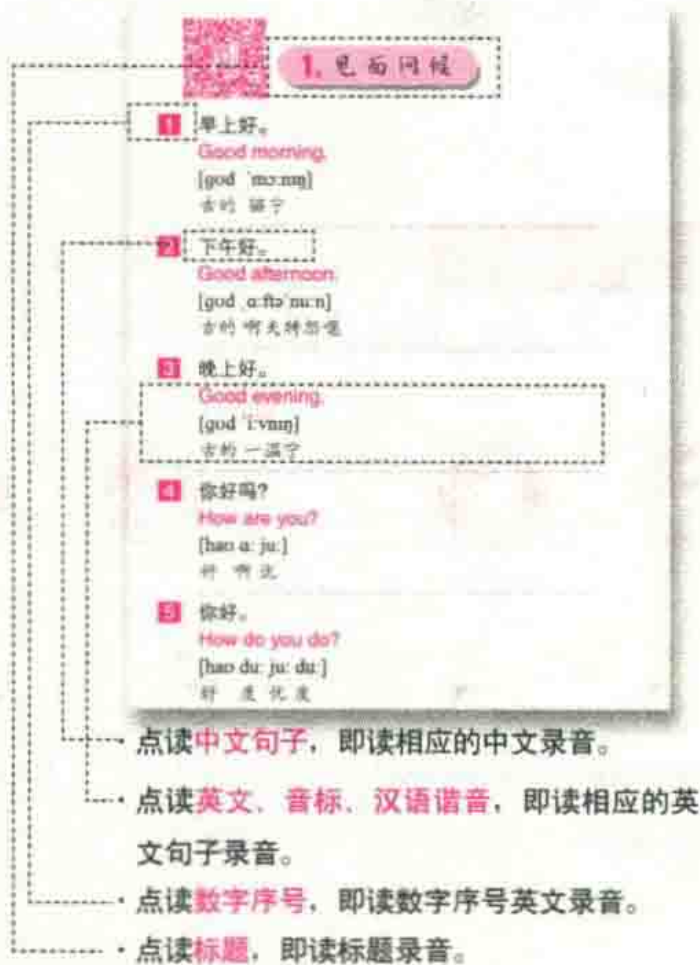 1. 见面问候
1 早上好。
Good morning.
[ɡʊd ˈmɔːnɪŋ]
古的 貓宁
2 下午好。
Good afternoon.
[ɡʊd ˌɑːftəˈnuːn]
古的 啊夫特怒嗯
3 晚上好。
Good evening.
[ɡʊd ˈiːvnɪŋ]
古的 一温宁
4 你好吗?
How are you?
[haʊ ɑː juː]
好 啊 优
5 你好。
How do you do?
[haʊ duː juː duː]
好 度 优 度
· 点读中文句子，即读相应的中文录音。
· 点读英文、音标、汉语谐音，即读相应的英
文句子录音。
· 点读数字序号，即读数字序号英文录音。
· 点读标题，即读标题录音。